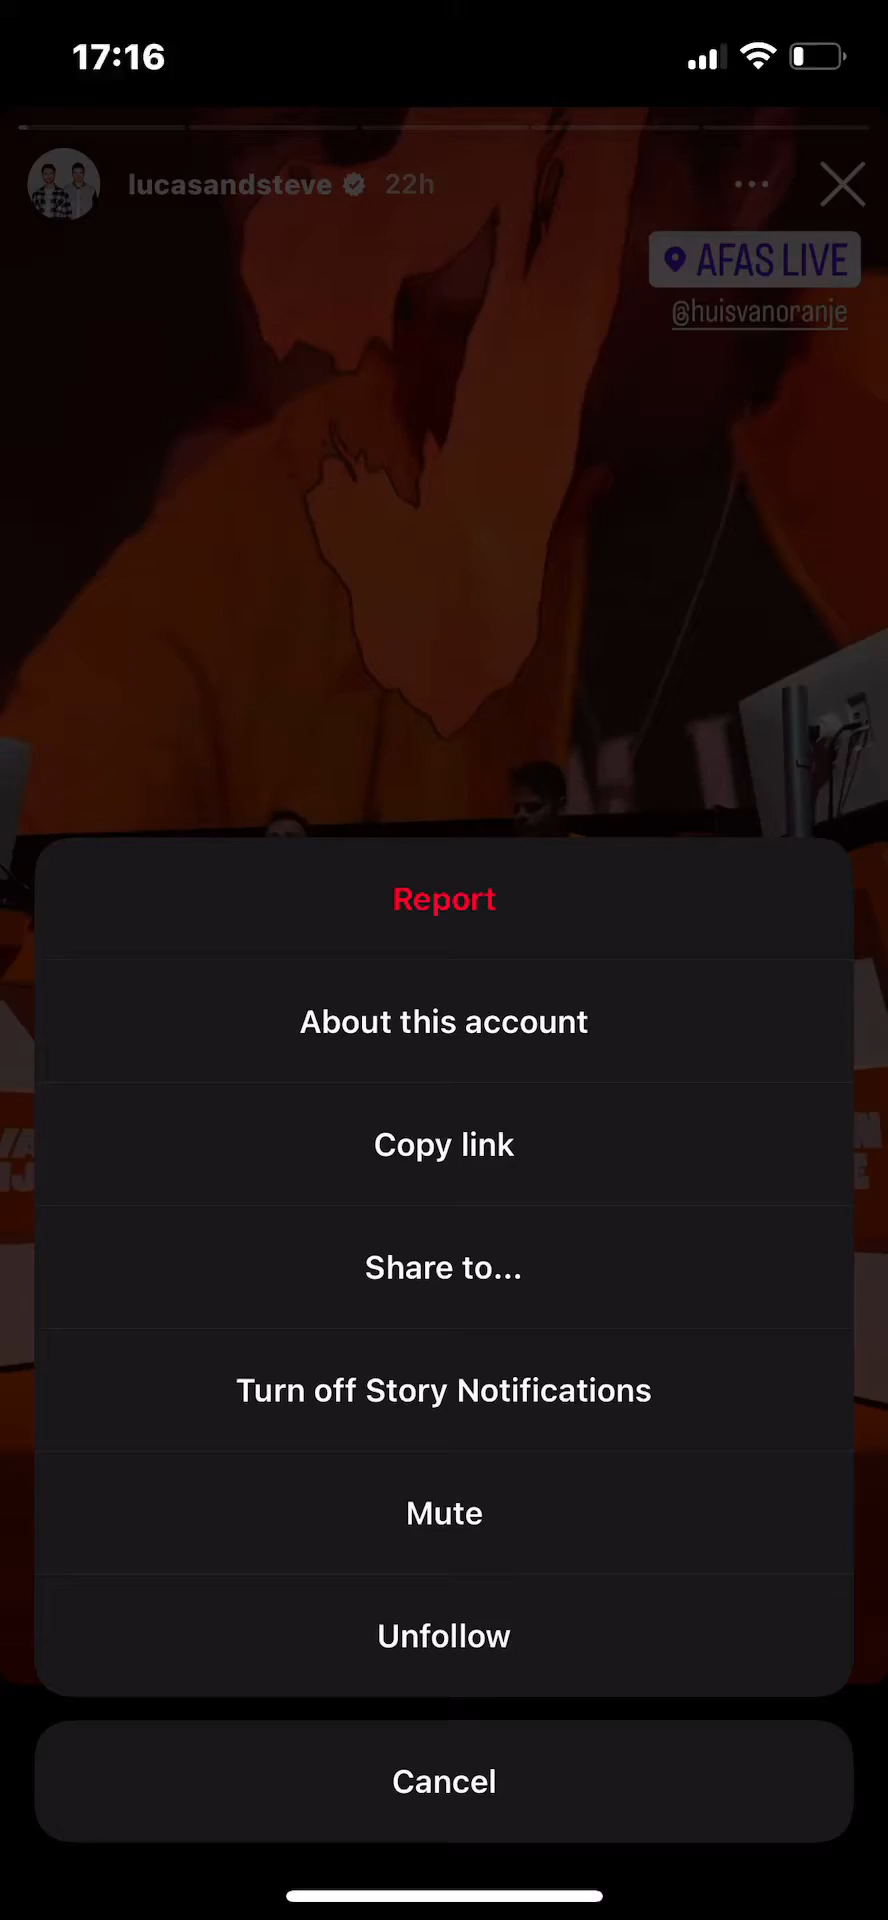 17:16
lucasandsteve 22h
AFAS LIVE
@huisvanoranje
Report
About this account
Copy link
Share to...
Turn off Story Notifications
Mute
Unfollow
Cancel